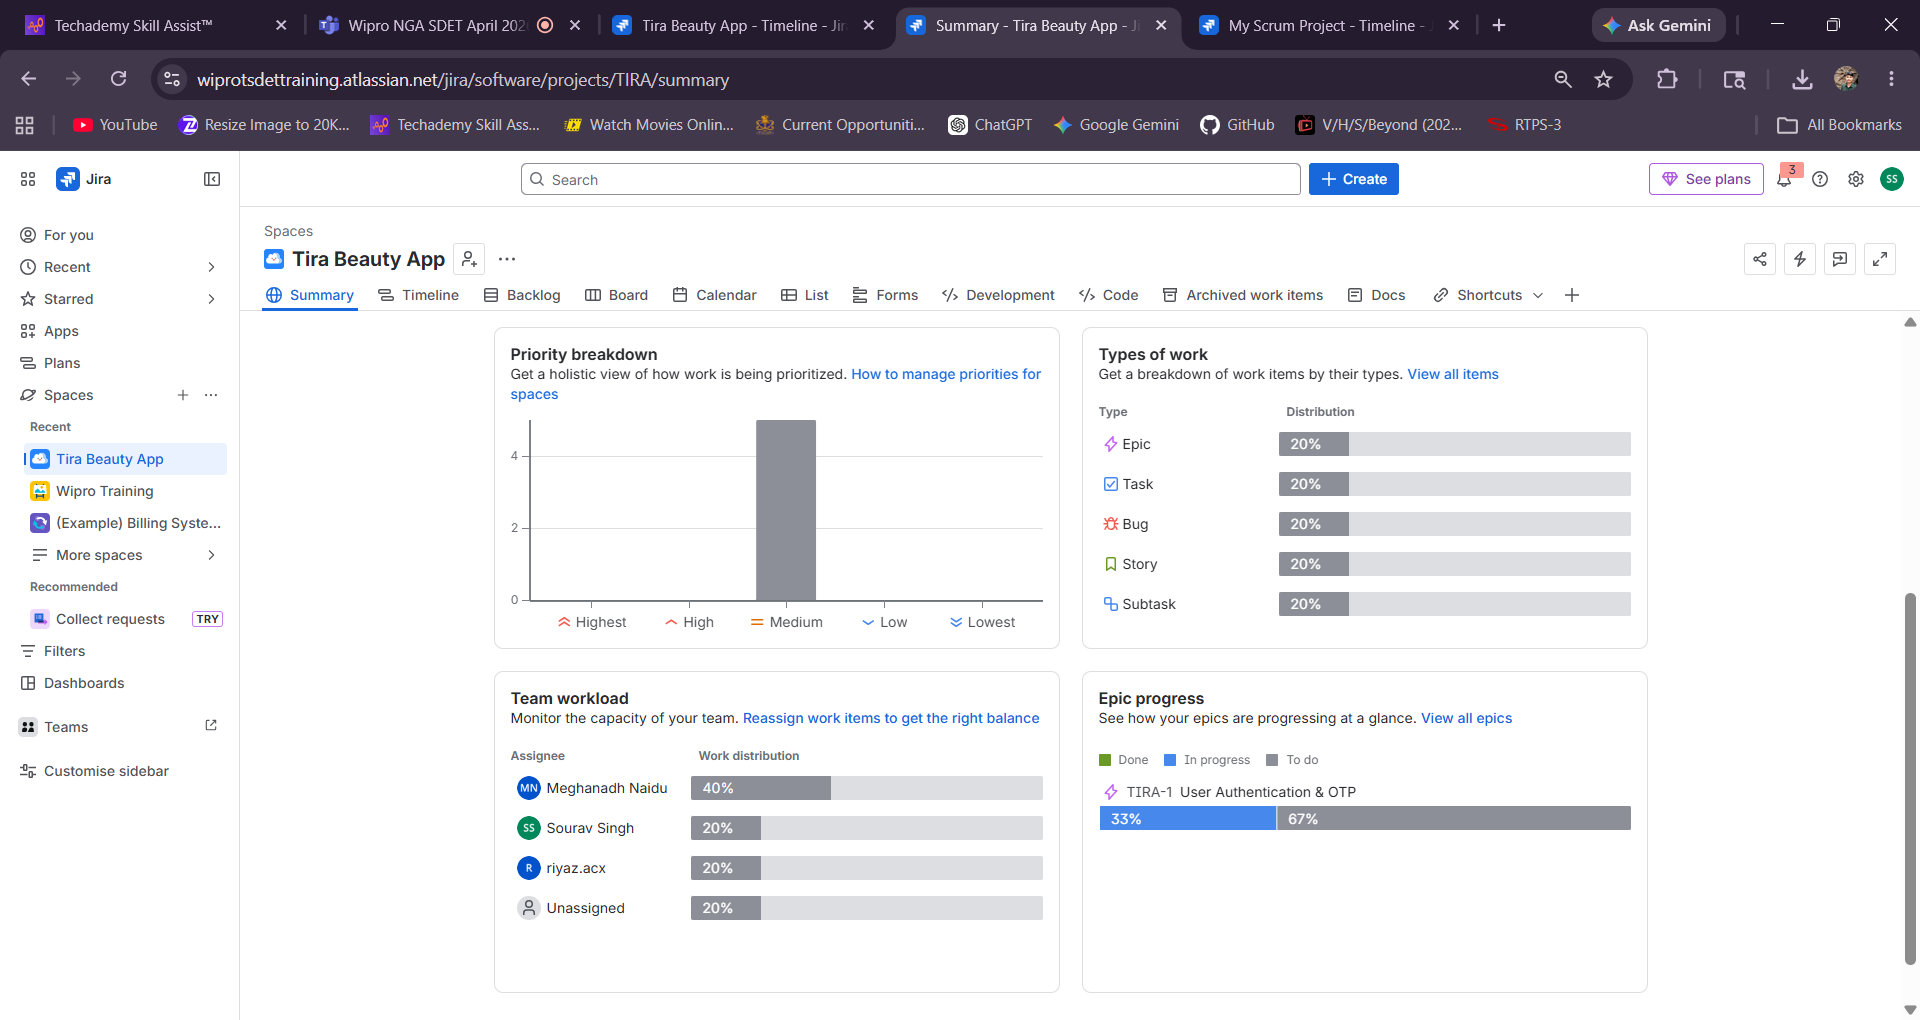 Techademy Skill Assist™
Wipro NGA SDET April 202
Tira Beauty App - Timeline - Jir
Summary - Tira Beauty App - Ji
My Scrum Project - Timeline -
Ask Gemini
wiprotsdettraining.atlassian.net/jira/software/projects/TIRA/summary
YouTube
Resize Image to 20K...
Techademy Skill Ass...
Watch Movies Onlin...
Current Opportuniti...
ChatGPT
Google Gemini
GitHub
V/H/S/Beyond (202...
RTPS-3
All Bookmarks
Jira
Search
Create
See plans
3
SS
For you
Recent
Starred
Apps
Plans
Spaces
Recent
Tira Beauty App
Wipro Training
(Example) Billing Syste...
More spaces
Recommended
Collect requests
TRY
Filters
Dashboards
Teams
Customise sidebar
Spaces
Tira Beauty App
Summary
Timeline
Backlog
Board
Calendar
List
Forms
Development
Code
Archived work items
Docs
Shortcuts
Priority breakdown
Get a holistic view of how work is being prioritized. How to manage priorities for
spaces
4
2
0
Highest
High
Medium
Low
Lowest
Types of work
Get a breakdown of work items by their types. View all items
Type Distribution
Epic 20%
Task 20%
Bug 20%
Story 20%
Subtask 20%
Team workload
Monitor the capacity of your team. Reassign work items to get the right balance
Assignee Work distribution
MN Meghanadh Naidu 40%
SS Sourav Singh 20%
R riyaz.acx 20%
Unassigned 20%
Epic progress
See how your epics are progressing at a glance. View all epics
Done In progress To do
TIRA-1 User Authentication & OTP
33% 67%